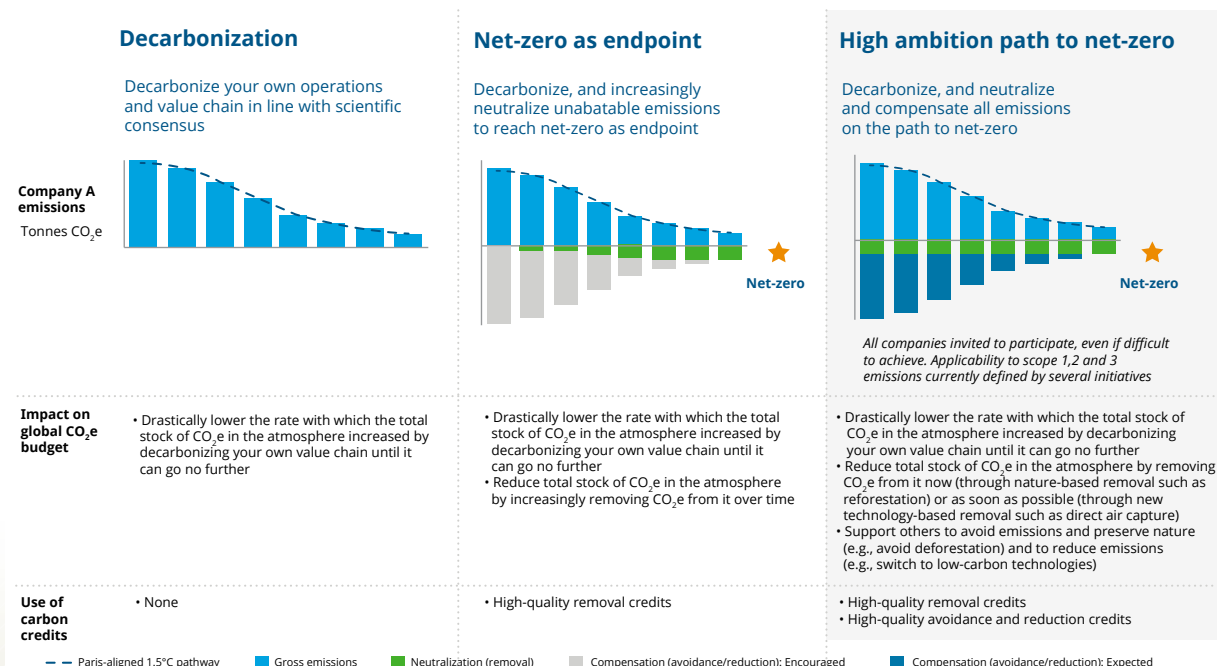 Decarbonization
Decarbonize your own operations
and value chain in line with scientific
consensus
Net-zero as endpoint
Decarbonize, and increasingly
neutralize unabatable emissions
to reach net-zero as endpoint
High ambition path to net-zero
Decarbonize, and neutralize
and compensate all emissions
on the path to net-zero
Company A
emissions
Tonnes CO2e
Net-zero
Net-zero
All companies invited to participate, even if difficult
to achieve. Applicability to scope 1,2 and 3
emissions currently defined by several initiatives
Impact on
global CO2e
budget
• Drastically lower the rate with which the total
stock of CO2e in the atmosphere increased by
decarbonizing your own value chain until it
can go no further
• Drastically lower the rate with which the total
stock of CO2e in the atmosphere increased by
decarbonizing your own value chain until it
can go no further
• Reduce total stock of CO2e in the atmosphere
by increasingly removing CO2e from it over time
• Drastically lower the rate with which the total stock of
CO2e in the atmosphere increased by decarbonizing
your own value chain until it can go no further
• Reduce total stock of CO2e in the atmosphere by removing
CO2e from it now (through nature-based removal such as
reforestation) or as soon as possible (through new
technology-based removal such as direct air capture)
• Support others to avoid emissions and preserve nature
(e.g., avoid deforestation) and to reduce emissions
(e.g., switch to low-carbon technologies)
Use of
carbon
credits
• None
• High-quality removal credits
• High-quality removal credits
• High-quality avoidance and reduction credits
Paris-aligned 1.5°C pathway
Gross emissions
Neutralization (removal)
Compensation (avoidance/reduction): Encouraged
Compensation (avoidance/reduction): Expected